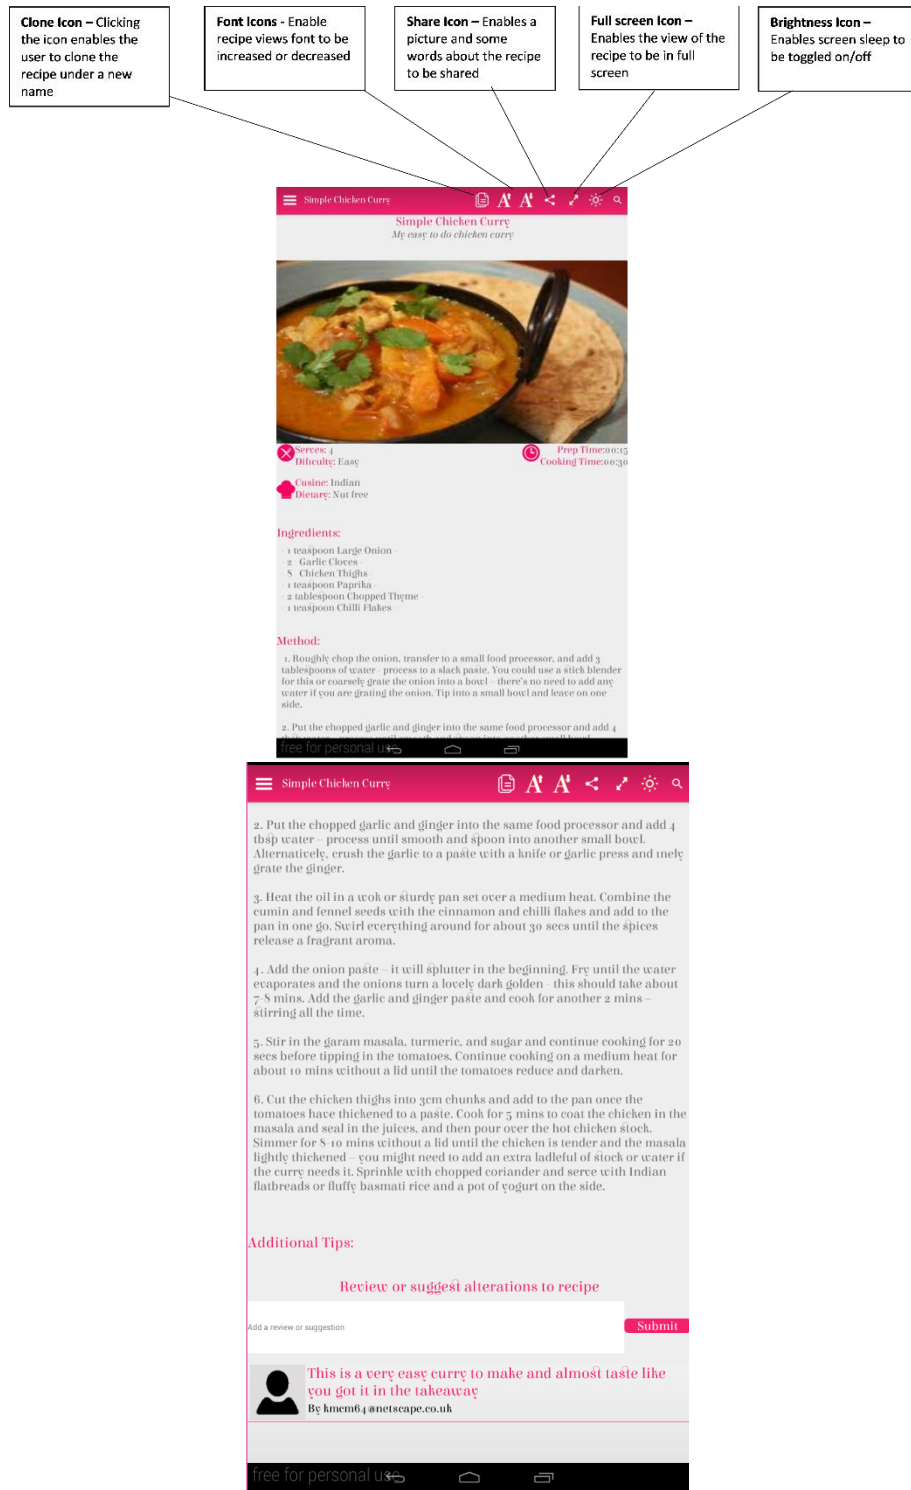 Clone Icon – Clicking
the icon enables the
user to clone the
recipe under a new
name
Font Icons - Enable
recipe views font to be
increased or decreased
Share Icon – Enables a
picture and some
words about the recipe
to be shared
Full screen Icon –
Enables the view of the
recipe to be in full
screen
Brightness Icon –
Enables screen sleep to
be toggled on/off
Simple Chicken Curry
Simple Chicken Curry
My easy to do chicken curry
Serves: 4
Dificulty: Easy
Prep Time:00:15
Cooking Time:00:30
Cusine: Indian
Dietary: Nut free
Ingredients:
- 1 teaspoon Large Onion -
- 2 Garlic Cloves -
- 8 Chicken Thighs -
- 1 teaspoon Paprika -
- 2 tablespoon Chopped Thyme -
- 1 teaspoon Chilli Flakes -
Method:
1. Roughly chop the onion, transfer to a small food processor, and add 3
tablespoons of water - process to a slack paste. You could use a stick blender
for this or coarsely grate the onion into a bowl – there's no need to add any
water if you are grating the onion. Tip into a small bowl and leave on one
side.
2. Put the chopped garlic and ginger into the same food processor and add 4
tbsp water – process until smooth and spoon into another small bowl.
free for personal use
Simple Chicken Curry
2. Put the chopped garlic and ginger into the same food processor and add 4
tbsp water – process until smooth and spoon into another small bowl.
Alternatively, crush the garlic to a paste with a knife or garlic press and inely
grate the ginger.
3. Heat the oil in a wok or sturdy pan set over a medium heat. Combine the
cumin and fennel seeds with the cinnamon and chilli flakes and add to the
pan in one go. Swirl everything around for about 30 secs until the spices
release a fragrant aroma.
4. Add the onion paste – it will splutter in the beginning. Fry until the water
evaporates and the onions turn a lovely dark golden - this should take about
7-8 mins. Add the garlic and ginger paste and cook for another 2 mins –
stirring all the time.
5. Stir in the garam masala, turmeric, and sugar and continue cooking for 20
secs before tipping in the tomatoes. Continue cooking on a medium heat for
about 10 mins without a lid until the tomatoes reduce and darken.
6. Cut the chicken thighs into 3cm chunks and add to the pan once the
tomatoes have thickened to a paste. Cook for 5 mins to coat the chicken in the
masala and seal in the juices, and then pour over the hot chicken stock.
Simmer for 8-10 mins without a lid until the chicken is tender and the masala
lightly thickened – you might need to add an extra ladleful of stock or water if
the curry needs it. Sprinkle with chopped coriander and serve with Indian
flatbreads or fluffy basmati rice and a pot of yogurt on the side.
Additional Tips:
Review or suggest alterations to recipe
Add a review or suggestion
Submit
This is a very easy curry to make and almost taste like
you got it in the takeaway
By kmcm64@netscape.co.uk
free for personal use